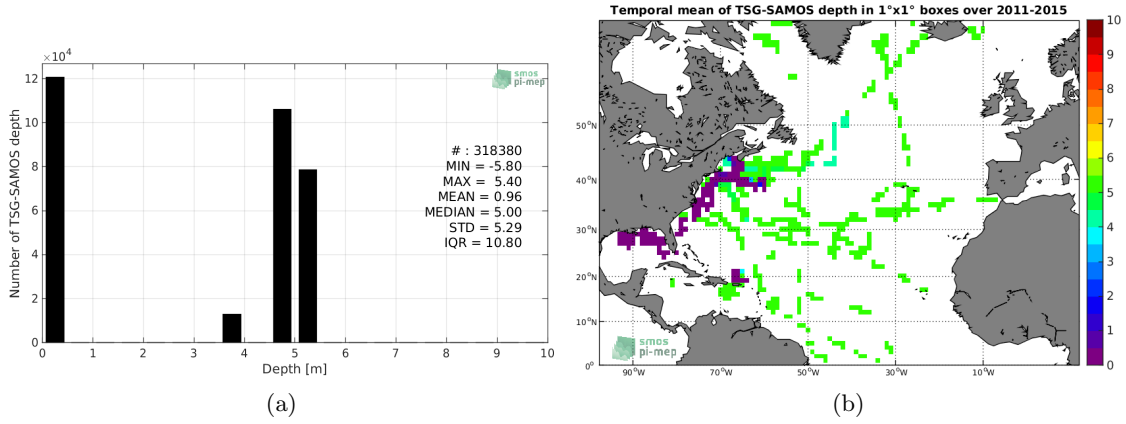 ×10⁴
12
10
8
6
4
2
0
0 1 2 3 4 5 6 7 8 9 10
Number of TSG-SAMOS depth
Depth [m]
smos
pi-mep
# : 318380
MIN = -5.80
MAX = 5.40
MEAN = 0.96
MEDIAN = 5.00
STD = 5.29
IQR = 10.80
(a)
Temporal mean of TSG-SAMOS depth in 1°x1° boxes over 2011-2015
50°N
40°N
30°N
20°N
10°N
0°
90°W 70°W 50°W 30°W 10°W
smos
pi-mep
10
9
8
7
6
5
4
3
2
1
0
(b)